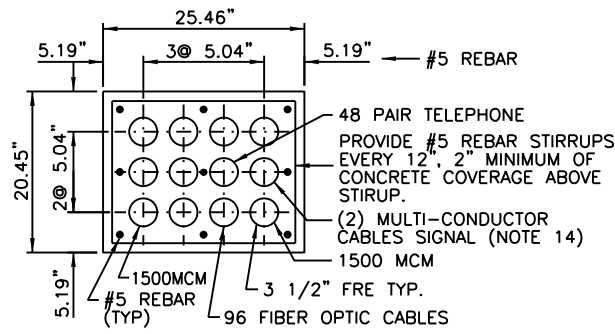 25.46"
5.19"
3@ 5.04"
5.19"
#5 REBAR
20.45"
2@ 5.04"
5.19"
48 PAIR TELEPHONE
PROVIDE #5 REBAR STIRRUPS
EVERY 12", 2" MINIMUM OF
CONCRETE COVERAGE ABOVE
STIRUP.
(2) MULTI-CONDUCTOR
CABLES SIGNAL (NOTE 14)
1500 MCM
1500MCM
3 1/2" FRE TYP.
#5 REBAR
(TYP)
96 FIBER OPTIC CABLES